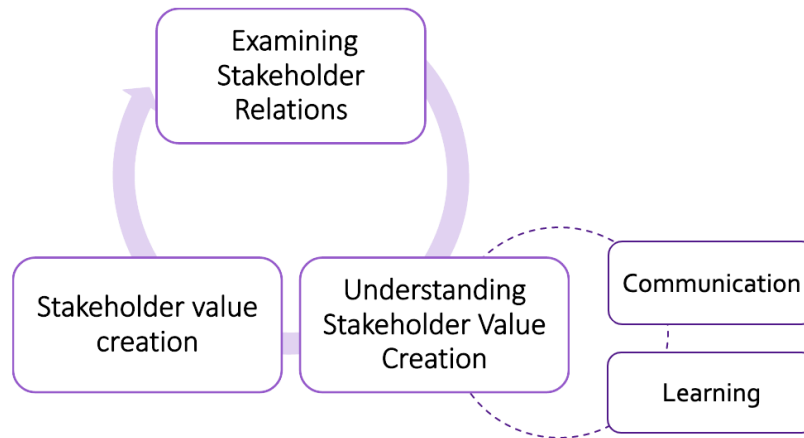 Examining
Stakeholder
Relations
Stakeholder value
creation
Understanding
Stakeholder Value
Creation
Communication
Learning